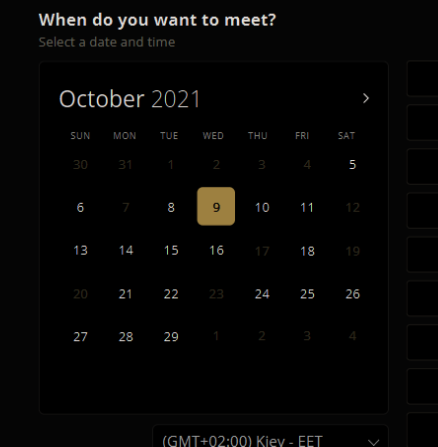 When do you want to meet?
Select a date and time
October 2021
SUN MON TUE WED THU FRI SAT
30 31 1 2 3 4 5
6 7 8 9 10 11 12
13 14 15 16 17 18 19
20 21 22 23 24 25 26
27 28 29 1 2 3 4
(GMT+02:00) Kiev - EET